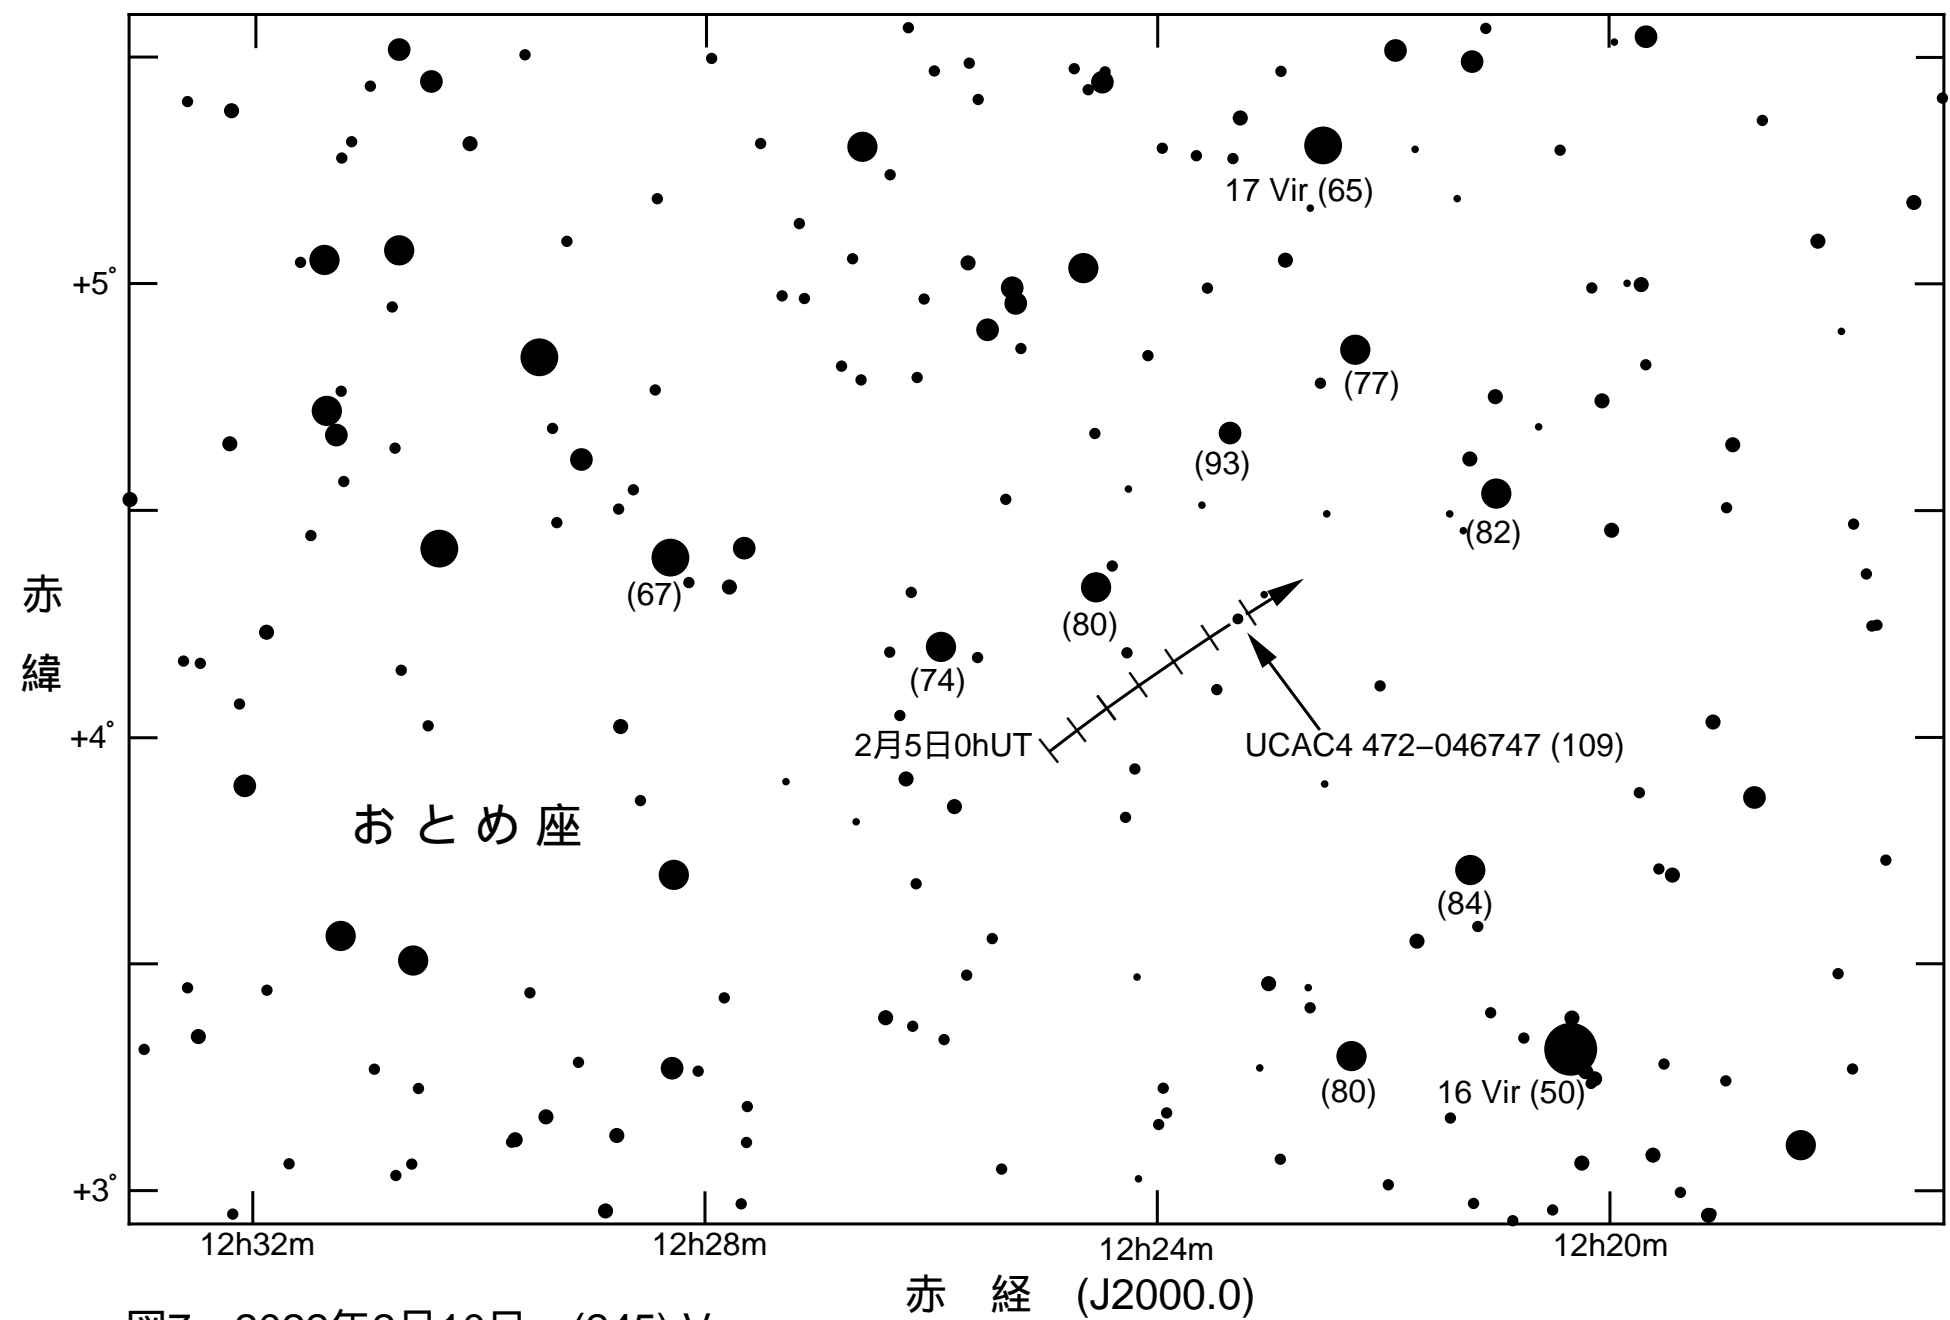 17 Vir (65)
+5°
(77)
(93)
(82)
(67)
(80)
赤緯
(74)
+4°
2月5日0hUT
UCAC4 472–046747 (109)
おとめ座
(84)
(80)
16 Vir (50)
+3°
12h32m 12h28m 12h24m 12h20m
赤 経 (J2000.0)